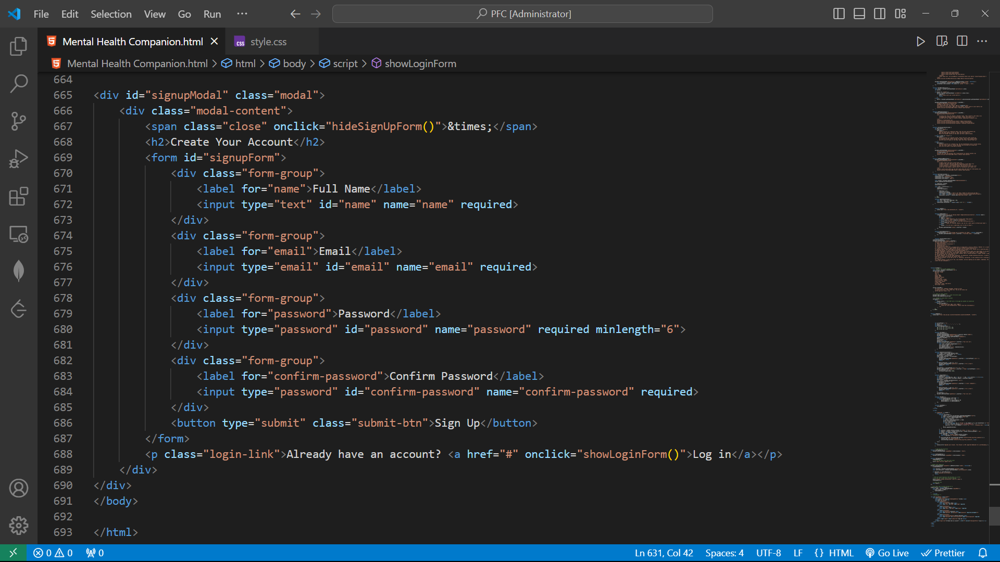 File Edit Selection View Go Run ··· PFC [Administrator]
Mental Health Companion.html style.css
Mental Health Companion.html > html > body > script > showLoginForm
664
665 <div id="signupModal" class="modal">
666 <div class="modal-content">
667 <span class="close" onclick="hideSignUpForm()">&times;</span>
668 <h2>Create Your Account</h2>
669 <form id="signupForm">
670 <div class="form-group">
671 <label for="name">Full Name</label>
672 <input type="text" id="name" name="name" required>
673 </div>
674 <div class="form-group">
675 <label for="email">Email</label>
676 <input type="email" id="email" name="email" required>
677 </div>
678 <div class="form-group">
679 <label for="password">Password</label>
680 <input type="password" id="password" name="password" required minlength="6">
681 </div>
682 <div class="form-group">
683 <label for="confirm-password">Confirm Password</label>
684 <input type="password" id="confirm-password" name="confirm-password" required>
685 </div>
686 <button type="submit" class="submit-btn">Sign Up</button>
687 </form>
688 <p class="login-link">Already have an account? <a href="#" onclick="showLoginForm()">Log in</a></p>
689 </div>
690 </div>
691 </body>
692
693 </html>
0 0 0 Ln 631, Col 42 Spaces: 4 UTF-8 LF {} HTML Go Live Prettier